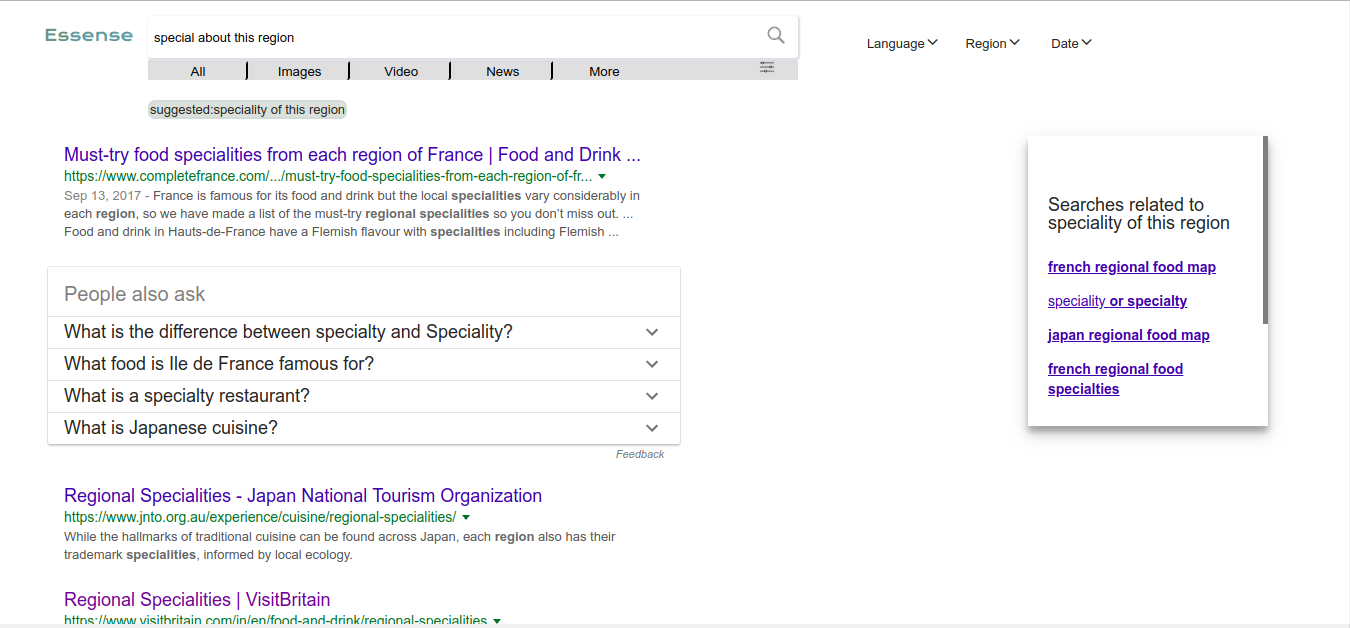 Essense
special about this region
Language Region Date
All Images Video News More
suggested:speciality of this region
Must-try food specialities from each region of France | Food and Drink ...
https://www.completefrance.com/.../must-try-food-specialities-from-each-region-of-fr...
Sep 13, 2017 - France is famous for its food and drink but the local specialities vary considerably in
each region, so we have made a list of the must-try regional specialities so you don't miss out. ...
Food and drink in Hauts-de-France have a Flemish flavour with specialities including Flemish ...
People also ask
What is the difference between specialty and Speciality?
What food is Ile de France famous for?
What is a specialty restaurant?
What is Japanese cuisine?
Feedback
Regional Specialities - Japan National Tourism Organization
https://www.jnto.org.au/experience/cuisine/regional-specialities/
While the hallmarks of traditional cuisine can be found across Japan, each region also has their
trademark specialities, informed by local ecology.
Regional Specialities | VisitBritain
https://www.visitbritain.com/in/en/food-and-drink/regional-specialities
Searches related to
speciality of this region
french regional food map
speciality or specialty
japan regional food map
french regional food
specialties